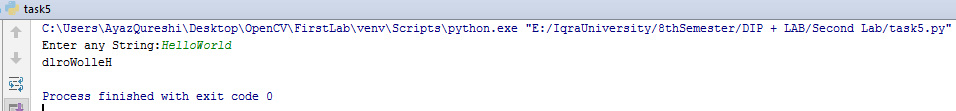 task5
C:\Users\AyazQureshi\Desktop\OpenCV\FirstLab\venv\Scripts\python.exe "E:/IqraUniversity/8thSemester/DIP + LAB/Second Lab/task5.py"
Enter any String:HelloWorld
dlroWolleH
Process finished with exit code 0